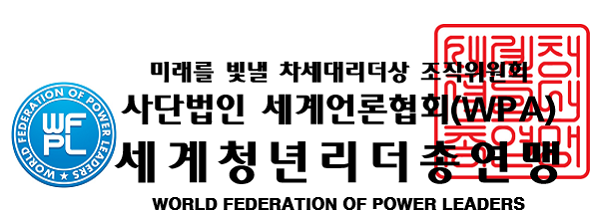 미래를 빛낼 차세대리더상 조직위원회
사단법인 세계언론협회(WPA)
세계청년리더총연맹
WORLD FEDERATION OF POWER LEADERS
WORLD FEDERATION OF POWER LEADERS
WF
PL